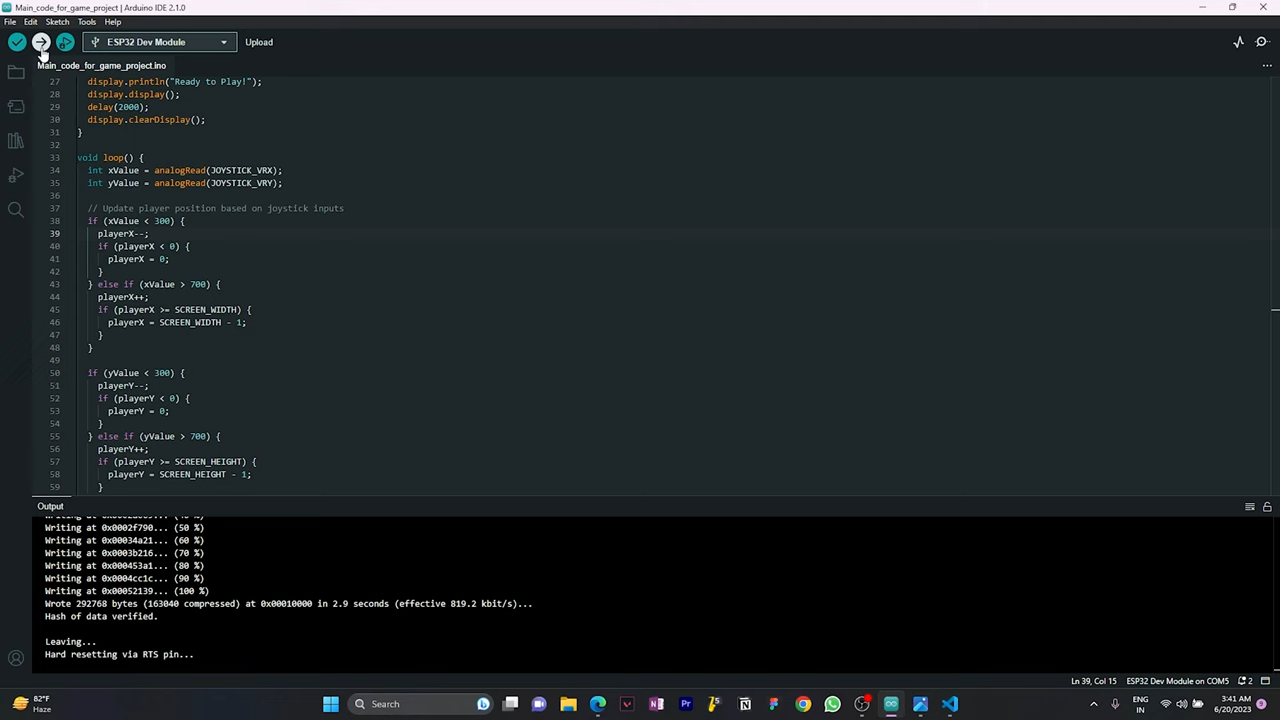 Main_code_for_game_project | Arduino IDE 2.1.0
File Edit Sketch Tools Help
ESP32 Dev Module Upload
Main_code_for_game_project.ino
27 display.println("Ready to Play!");
28 display.display();
29 delay(2000);
30 display.clearDisplay();
31 }
32
33 void loop() {
34 int xValue = analogRead(JOYSTICK_VRX);
35 int yValue = analogRead(JOYSTICK_VRY);
36
37 // Update player position based on joystick inputs
38 if (xValue < 300) {
39 playerX--;
40 if (playerX < 0) {
41 playerX = 0;
42 }
43 } else if (xValue > 700) {
44 playerX++;
45 if (playerX >= SCREEN_WIDTH) {
46 playerX = SCREEN_WIDTH - 1;
47 }
48 }
49
50 if (yValue < 300) {
51 playerY--;
52 if (playerY < 0) {
53 playerY = 0;
54 }
55 } else if (yValue > 700) {
56 playerY++;
57 if (playerY >= SCREEN_HEIGHT) {
58 playerY = SCREEN_HEIGHT - 1;
59 }
Output
Writing at 0x0002f790... (50 %)
Writing at 0x00034a21... (60 %)
Writing at 0x0003b216... (70 %)
Writing at 0x000453a1... (80 %)
Writing at 0x0004cc1c... (90 %)
Writing at 0x00052139... (100 %)
Wrote 292768 bytes (163040 compressed) at 0x00010000 in 2.9 seconds (effective 819.2 kbit/s)...
Hash of data verified.
Leaving...
Hard resetting via RTS pin...
Ln 39, Col 15 ESP32 Dev Module on COM5 2
82°F
Haze
Search
ENG
IN
3:41 AM
6/20/2023